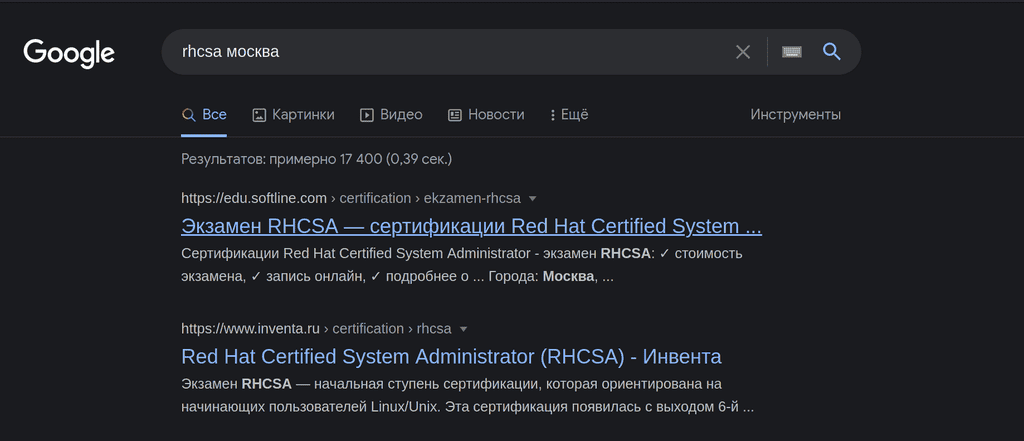 Google
rhcsa москва
Все Картинки Видео Новости Ещё Инструменты
Результатов: примерно 17 400 (0,39 сек.)
https://edu.softline.com › certification › ekzamen-rhcsa
Экзамен RHCSA — сертификации Red Hat Certified System ...
Сертификации Red Hat Certified System Administrator - экзамен RHCSA: ✓ стоимость
экзамена, ✓ запись онлайн, ✓ подробнее о ... Города: Москва, ...
https://www.inventa.ru › certification › rhcsa
Red Hat Certified System Administrator (RHCSA) - Инвента
Экзамен RHCSA — начальная ступень сертификации, которая ориентирована на
начинающих пользователей Linux/Unix. Эта сертификация появилась с выходом 6-й ...